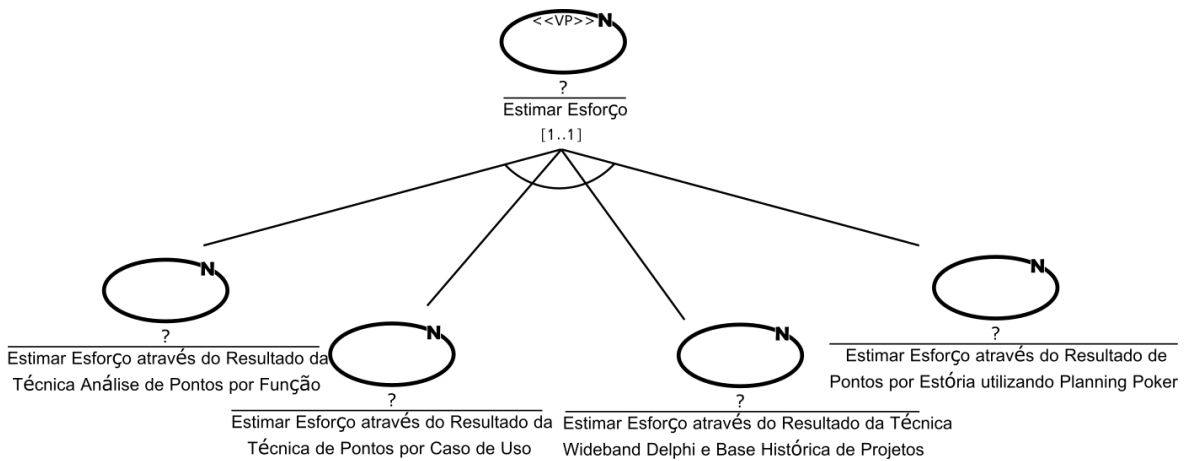 <<VP>> N
?
Estimar Esforço
[1..1]
N
?
Estimar Esforço através do Resultado da
Técnica Análise de Pontos por Função
N
?
Estimar Esforço através do Resultado da
Técnica de Pontos por Caso de Uso
N
?
Estimar Esforço através do Resultado da Técnica
Wideband Delphi e Base Histórica de Projetos
N
?
Estimar Esforço através do Resultado de
Pontos por Estória utilizando Planning Poker